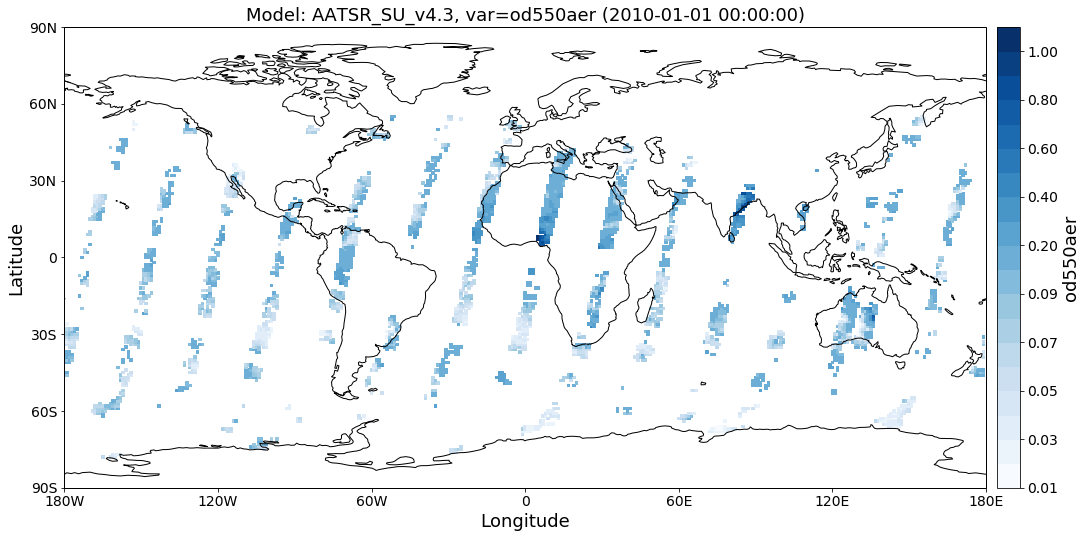 Model: AATSR_SU_v4.3, var=od550aer (2010-01-01 00:00:00)
90N
60N
30N
0
30S
60S
90S
Latitude
180W
120W
60W
0
60E
120E
180E
Longitude
1.00
0.80
0.60
0.40
0.20
0.09
0.07
0.05
0.03
0.01
od550aer